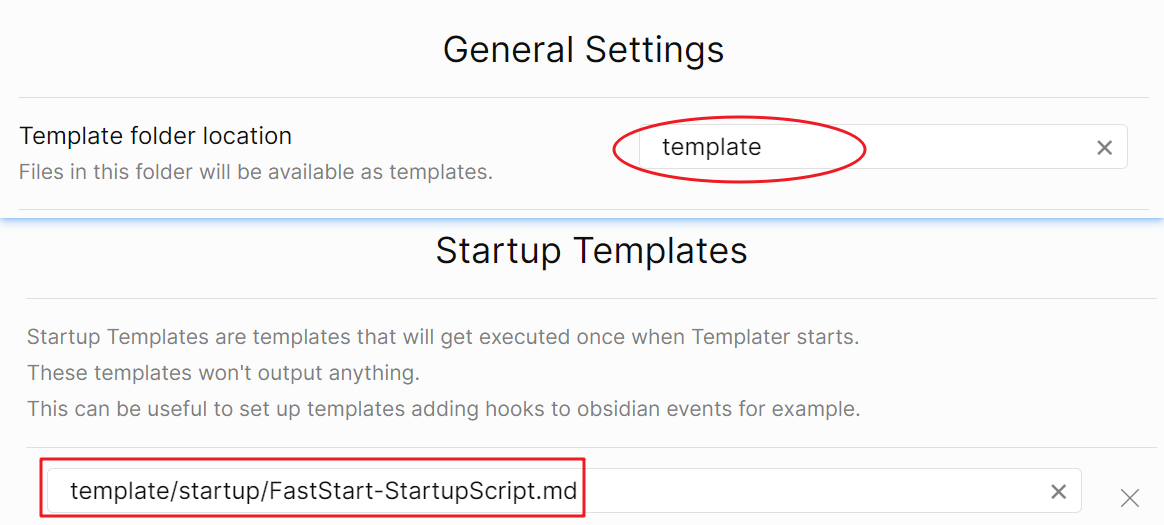 General Settings
Template folder location
template
Files in this folder will be available as templates.
Startup Templates
Startup Templates are templates that will get executed once when Templater starts.
These templates won't output anything.
This can be useful to set up templates adding hooks to obsidian events for example.
template/startup/FastStart-StartupScript.md